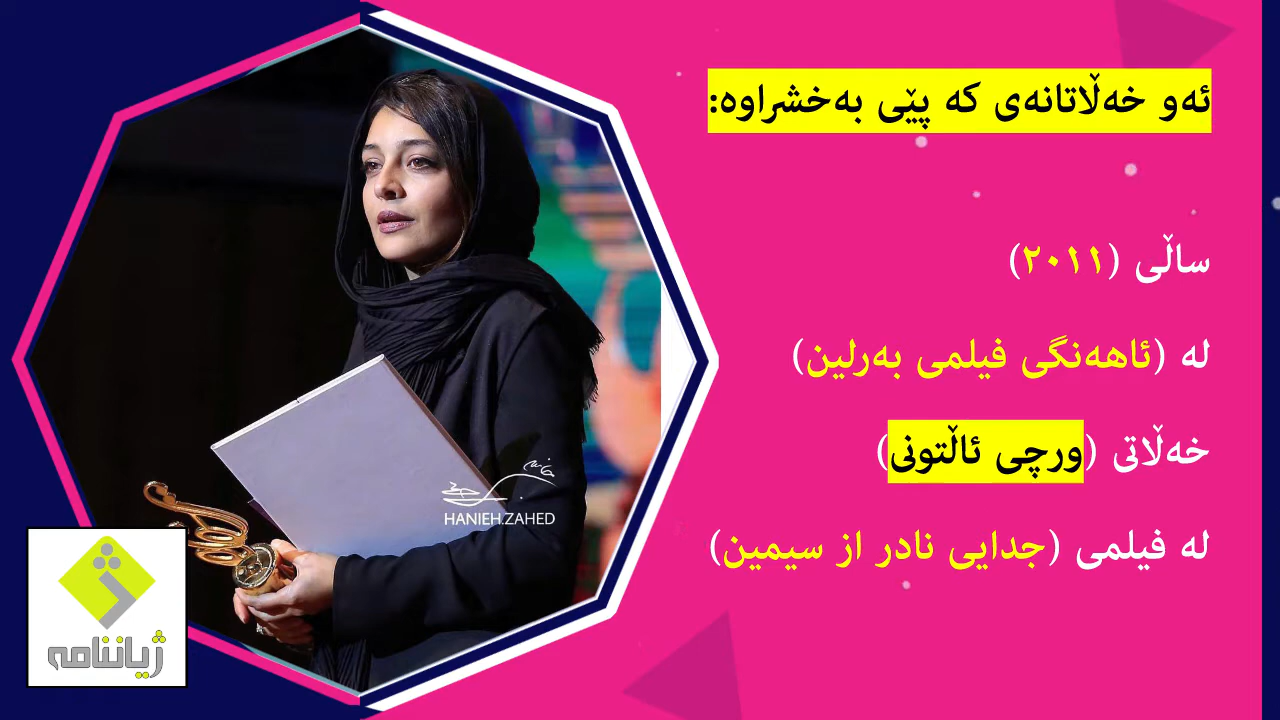 ئەو خەڵاتانەی کە پێی بەخشراوە:
ساڵی (٢٠١١)
لە (ئاهەنگی فیلمی بەرلین)
خەڵاتی (ورچی ئاڵتونی)
لە فیلمی (جدایی نادر از سیمین)
HANIEH.ZAHED
ژیاننامە